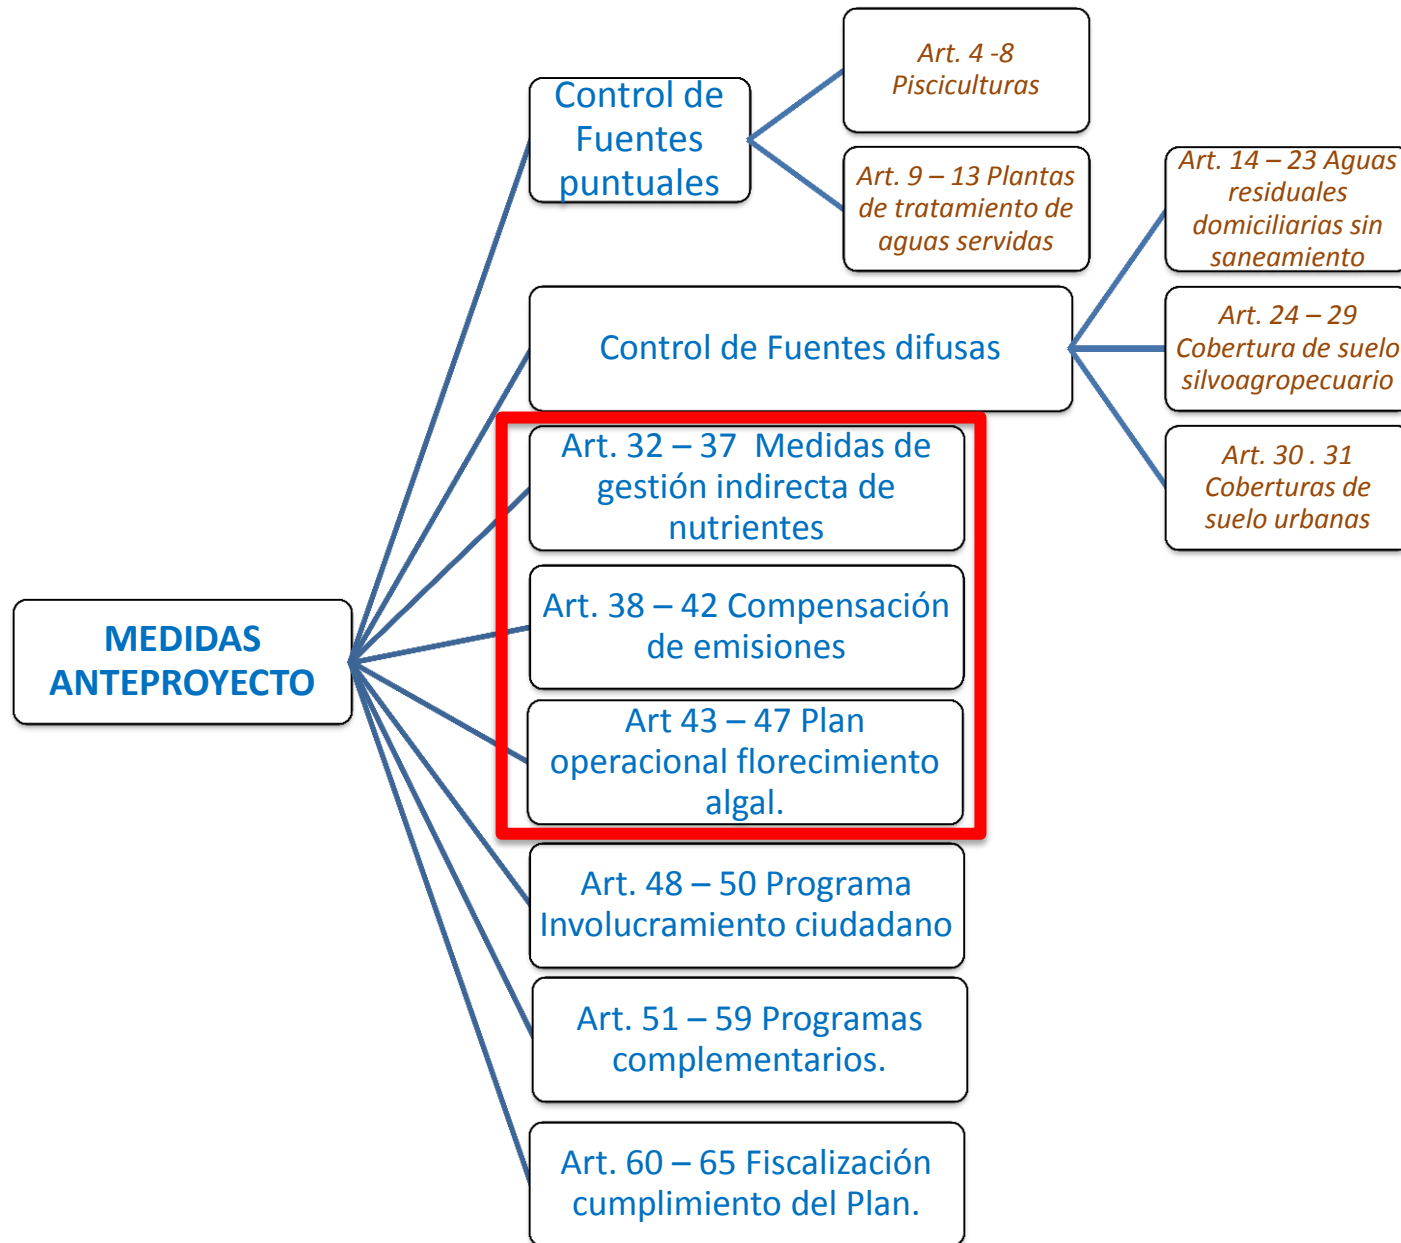 MEDIDAS
ANTEPROYECTO
Control de
Fuentes
puntuales
Art. 4 -8
Pisciculturas
Art. 9 – 13 Plantas
de tratamiento de
aguas servidas
Control de Fuentes difusas
Art. 14 – 23 Aguas
residuales
domiciliarias sin
saneamiento
Art. 24 – 29
Cobertura de suelo
silvoagropecuario
Art. 30 . 31
Coberturas de
suelo urbanas
Art. 32 – 37  Medidas de
gestión indirecta de
nutrientes
Art. 38 – 42 Compensación
de emisiones
Art 43 – 47 Plan
operacional florecimiento
algal.
Art. 48 – 50 Programa
Involucramiento ciudadano
Art. 51 – 59 Programas
complementarios.
Art. 60 – 65 Fiscalización
cumplimiento del Plan.